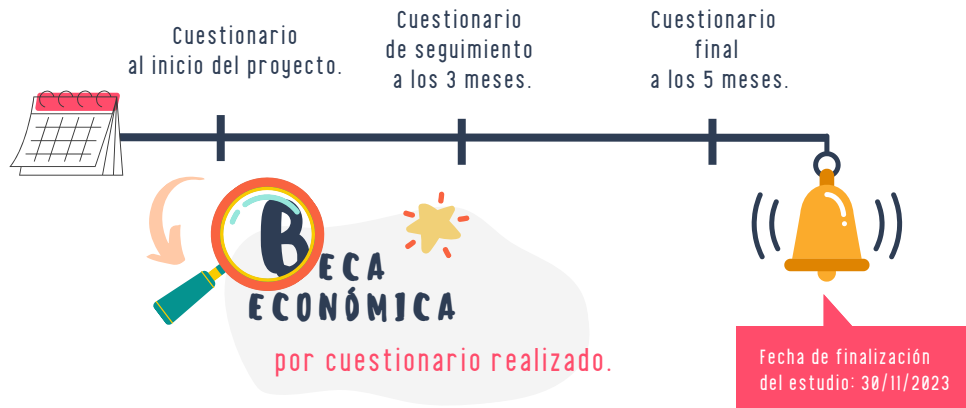 Cuestionario
al inicio del proyecto.
Cuestionario
de seguimiento
a los 3 meses.
Cuestionario
final
a los 5 meses.
BECA
ECONÓMICA
por cuestionario realizado.
Fecha de finalización
del estudio: 30/11/2023